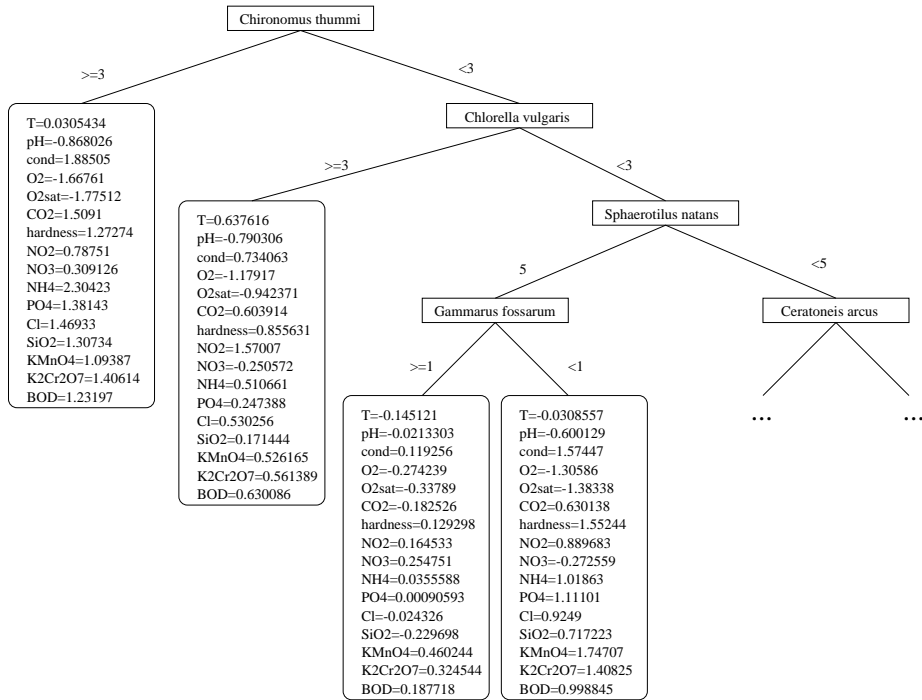 Chironomus thummi
>=3
<3
T=0.0305434
pH=-0.868026
cond=1.88505
O2=-1.66761
O2sat=-1.77512
CO2=1.5091
hardness=1.27274
NO2=0.78751
NO3=0.309126
NH4=2.30423
PO4=1.38143
Cl=1.46933
SiO2=1.30734
KMnO4=1.09387
K2Cr2O7=1.40614
BOD=1.23197
Chlorella vulgaris
>=3
<3
T=0.637616
pH=-0.790306
cond=0.734063
O2=-1.17917
O2sat=-0.942371
CO2=0.603914
hardness=0.855631
NO2=1.57007
NO3=-0.250572
NH4=0.510661
PO4=0.247388
Cl=0.530256
SiO2=0.171444
KMnO4=0.526165
K2Cr2O7=0.561389
BOD=0.630086
Sphaerotilus natans
5
<5
Gammarus fossarum
Ceratoneis arcus
>=1
<1
...
...
T=-0.145121
pH=-0.0213303
cond=0.119256
O2=-0.274239
O2sat=-0.33789
CO2=-0.182526
hardness=0.129298
NO2=0.164533
NO3=0.254751
NH4=0.0355588
PO4=0.00090593
Cl=-0.024326
SiO2=-0.229698
KMnO4=0.460244
K2Cr2O7=0.324544
BOD=0.187718
T=-0.0308557
pH=-0.600129
cond=1.57447
O2=-1.30586
O2sat=-1.38338
CO2=0.630138
hardness=1.55244
NO2=0.889683
NO3=-0.272559
NH4=1.01863
PO4=1.11101
Cl=0.9249
SiO2=0.717223
KMnO4=1.74707
K2Cr2O7=1.40825
BOD=0.998845